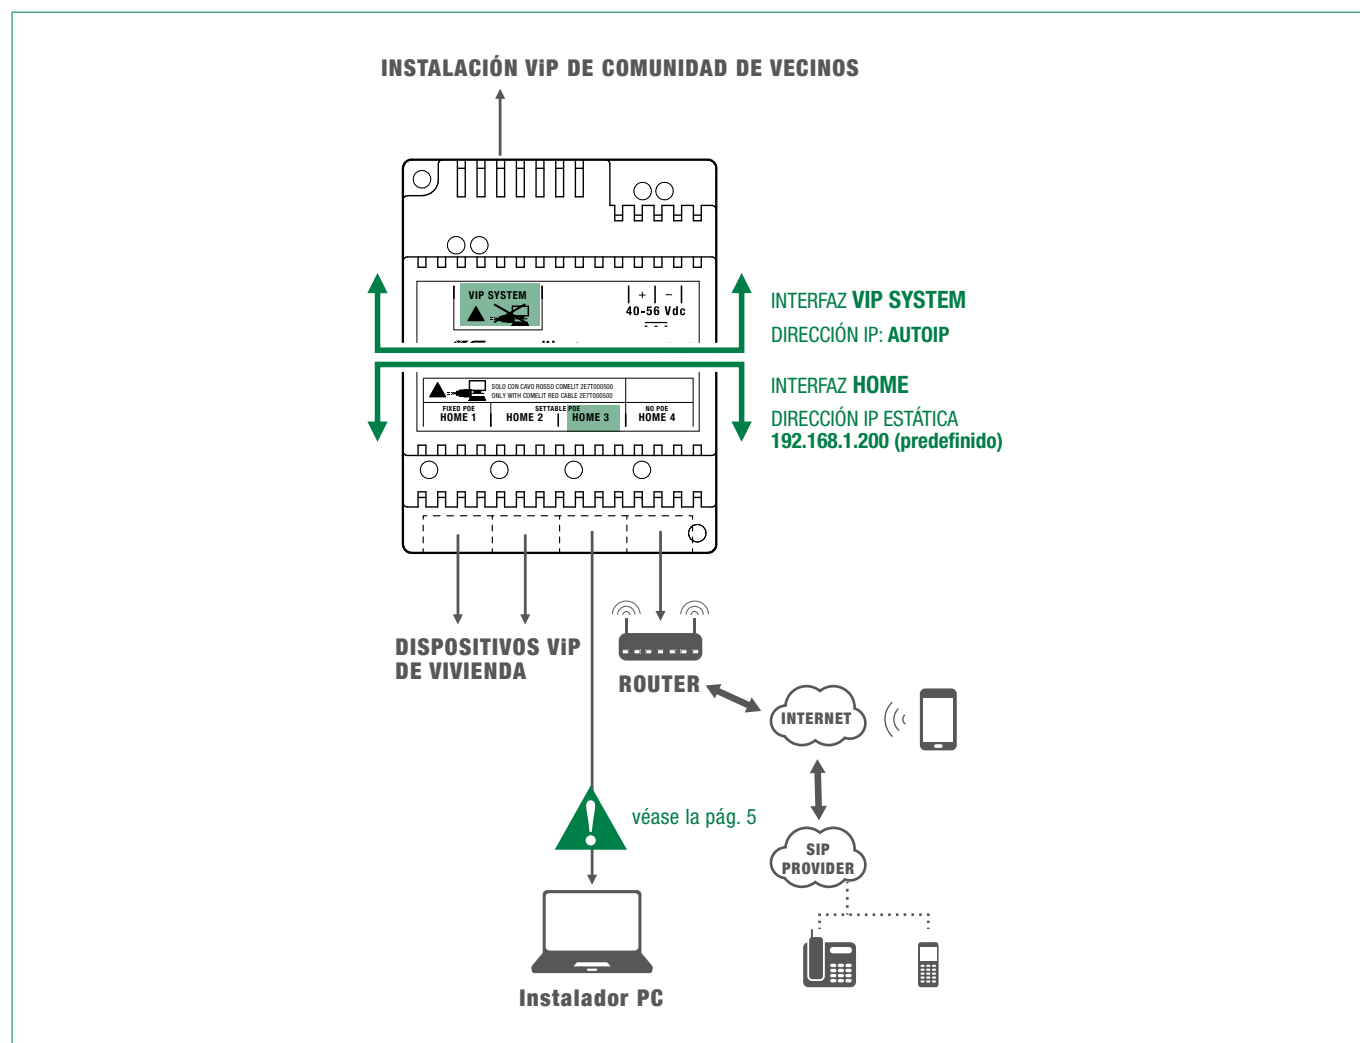 INSTALACIÓN ViP DE COMUNIDAD DE VECINOS
VIP SYSTEM
+ -
40-56 Vdc
INTERFAZ VIP SYSTEM
DIRECCIÓN IP: AUTOIP
INTERFAZ HOME
DIRECCIÓN IP ESTÁTICA
192.168.1.200 (predefinido)
SOLO CON CAVO ROSSO COMELIT 2E7T000500
ONLY WITH COMELIT RED CABLE 2E7T000500
FIXED POE
HOME 1
SETTABLE POE
HOME 2
HOME 3
NO POE
HOME 4
DISPOSITIVOS ViP
DE VIVIENDA
ROUTER
INTERNET
véase la pág. 5
SIP
PROVIDER
Instalador PC